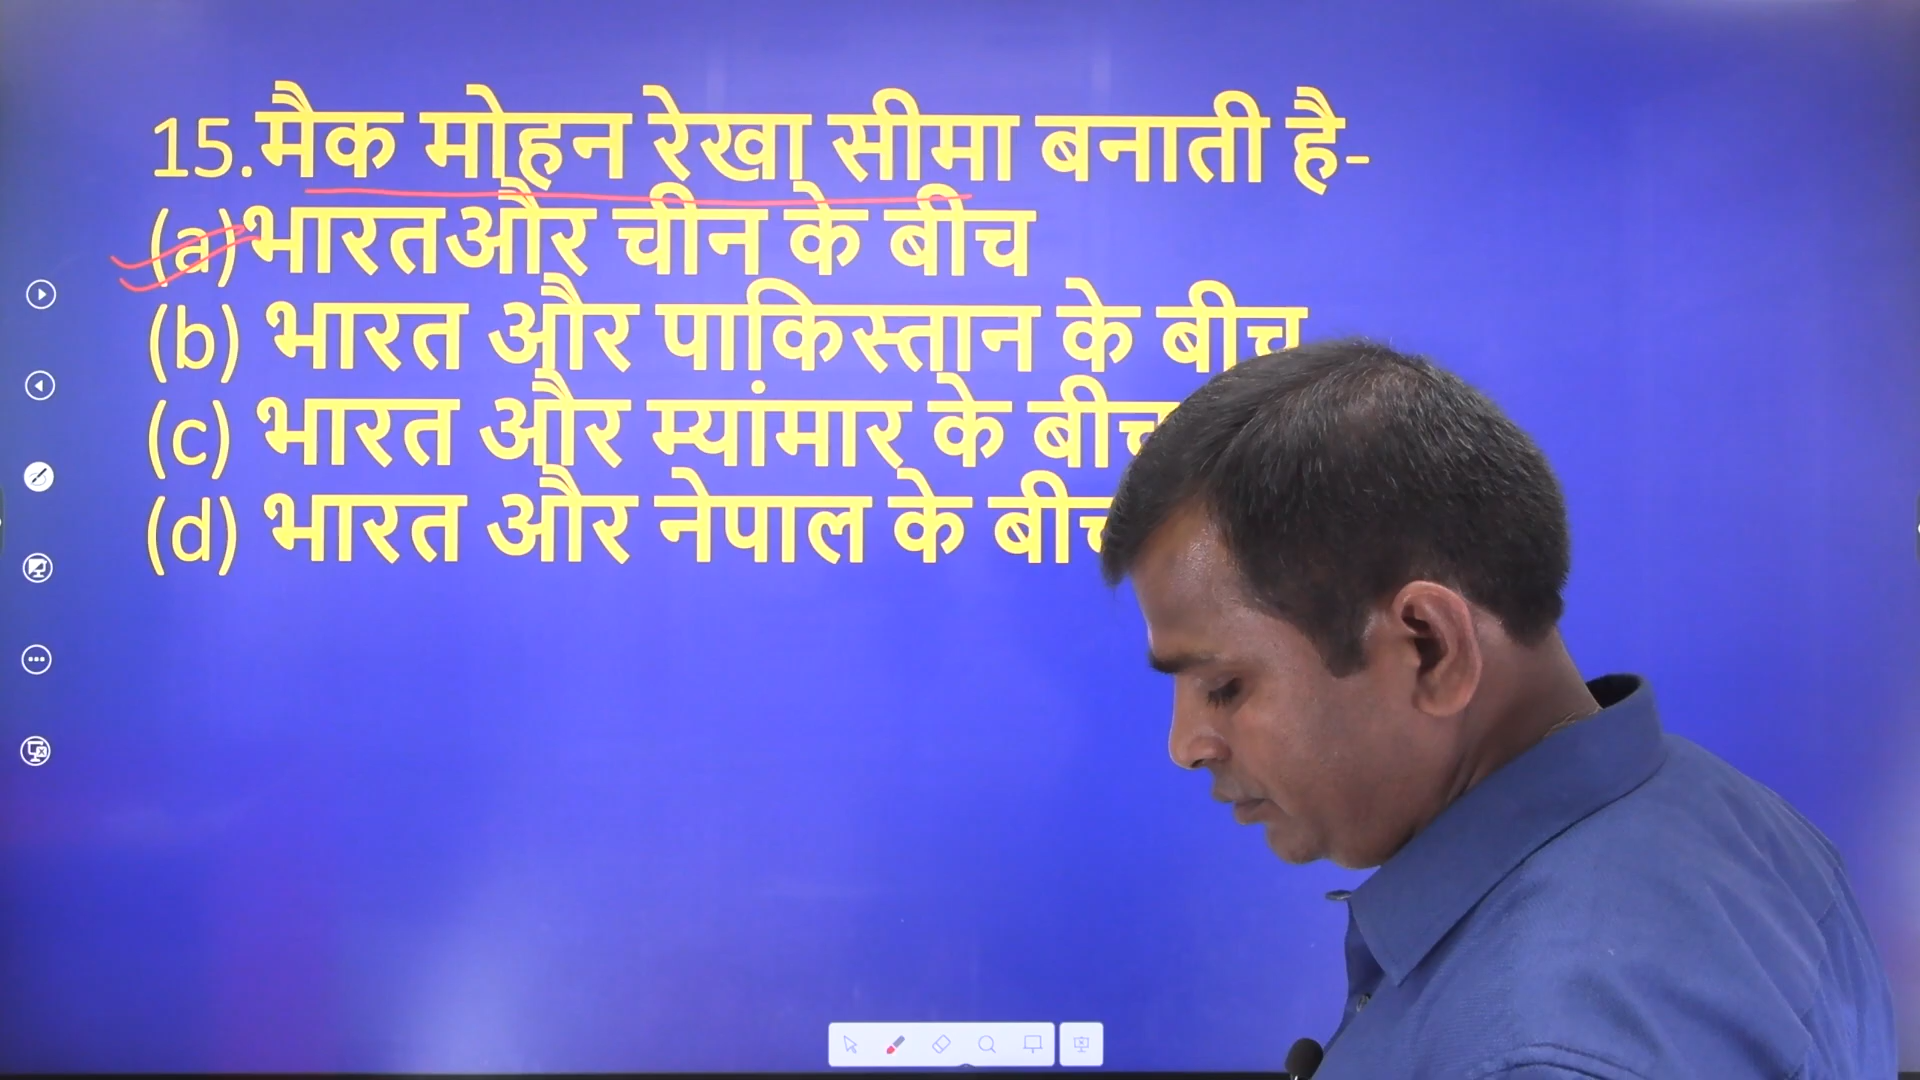 15.मैक मोहन रेखा सीमा बनाती है-
(a)भारतऔर चीन के बीच
(b) भारत और पाकिस्तान के बीच
(c) भारत और म्यांमार के बीच
(d) भारत और नेपाल के बीच